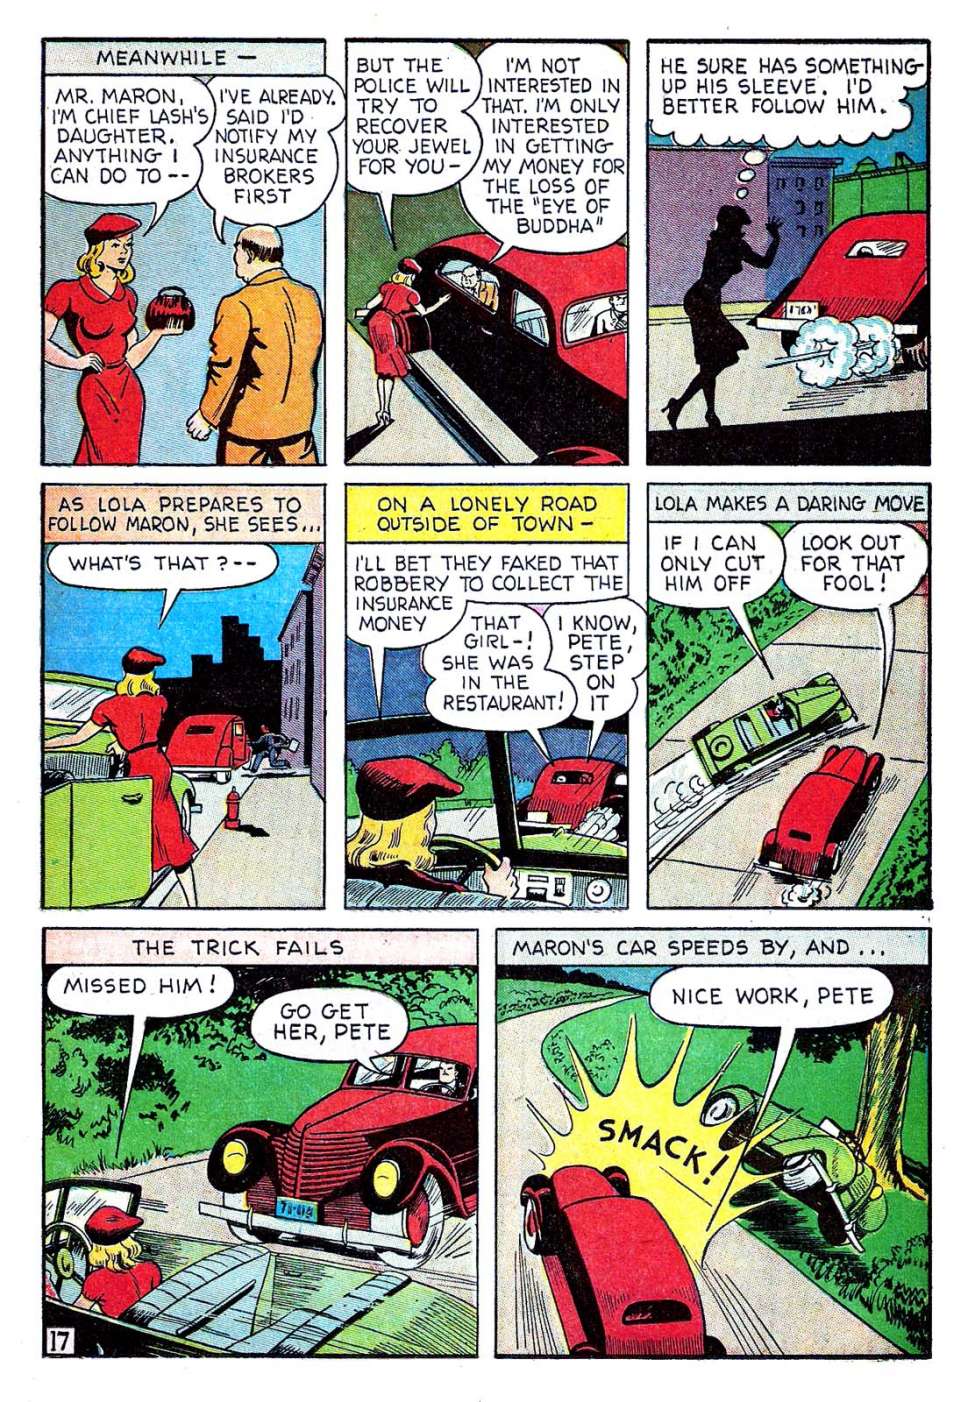 MEANWHILE —
MR. MARON,
I'M CHIEF LASH'S
DAUGHTER.
ANYTHING I
CAN DO TO --
I'VE ALREADY
SAID I'D
NOTIFY MY
INSURANCE
BROKERS
FIRST
BUT THE
POLICE WILL
TRY TO
RECOVER
YOUR JEWEL
FOR YOU —
I'M NOT
INTERESTED IN
THAT. I'M ONLY
INTERESTED
IN GETTING
MY MONEY FOR
THE LOSS OF
THE "EYE OF
BUDDHA"
HE SURE HAS SOMETHING
UP HIS SLEEVE. I'D
BETTER FOLLOW HIM.
AS LOLA PREPARES TO
FOLLOW MARON, SHE SEES...
WHAT'S THAT?--
ON A LONELY ROAD
OUTSIDE OF TOWN —
I'LL BET THEY FAKED THAT
ROBBERY TO COLLECT THE
INSURANCE
MONEY
THAT
GIRL-!
SHE WAS
IN THE
RESTAURANT!
I KNOW,
PETE,
STEP
ON
IT
LOLA MAKES A DARING MOVE
IF I CAN
ONLY CUT
HIM OFF
LOOK OUT
FOR THAT
FOOL!
THE TRICK FAILS
MISSED HIM!
GO GET
HER, PETE
71-04
17
MARON'S CAR SPEEDS BY, AND...
NICE WORK, PETE
SMACK!